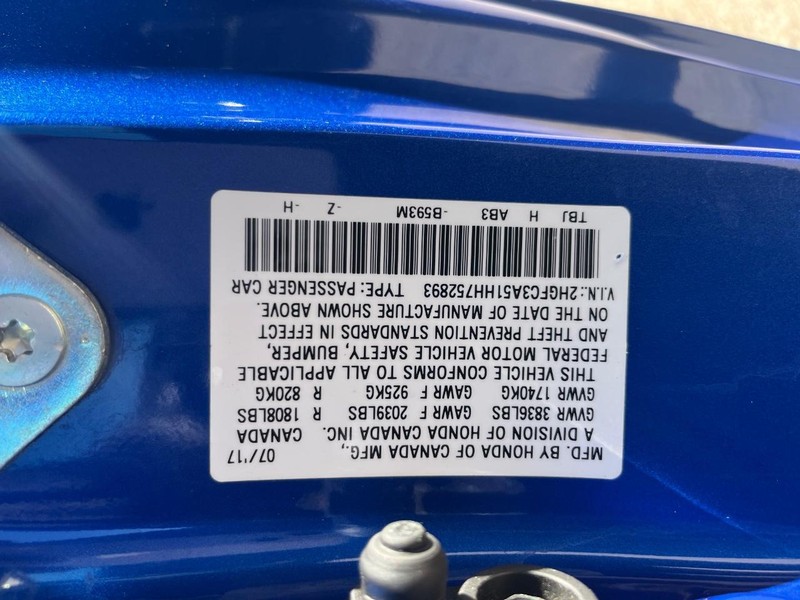 MFD. BY HONDA OF CANADA MFG., 07/'17
A DIVISION OF HONDA CANADA INC. CANADA
GVWR 3836LBS GAWR F 2039LBS R 1808LBS
GVWR 1740KG GAWR F 925KG R 820KG
THIS VEHICLE CONFORMS TO ALL APPLICABLE
FEDERAL MOTOR VEHICLE SAFETY, BUMPER,
AND THEFT PREVENTION STANDARDS IN EFFECT
ON THE DATE OF MANUFACTURE SHOWN ABOVE.
V.I.N.: 2HGFC3A51HH752893 TYPE: PASSENGER CAR
TBJ H AB3 -B593M -Z -H